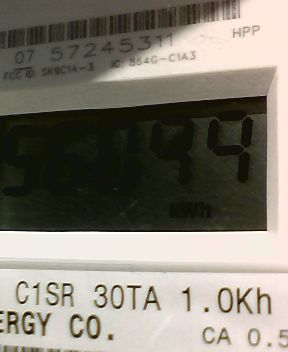 07 57245311
HPP
FCC ID: SK9C1A-3 IC: 864G-C1A3
56044
kWh
C1SR 30TA 1.0Kh
ERGY CO.
CA 0.5